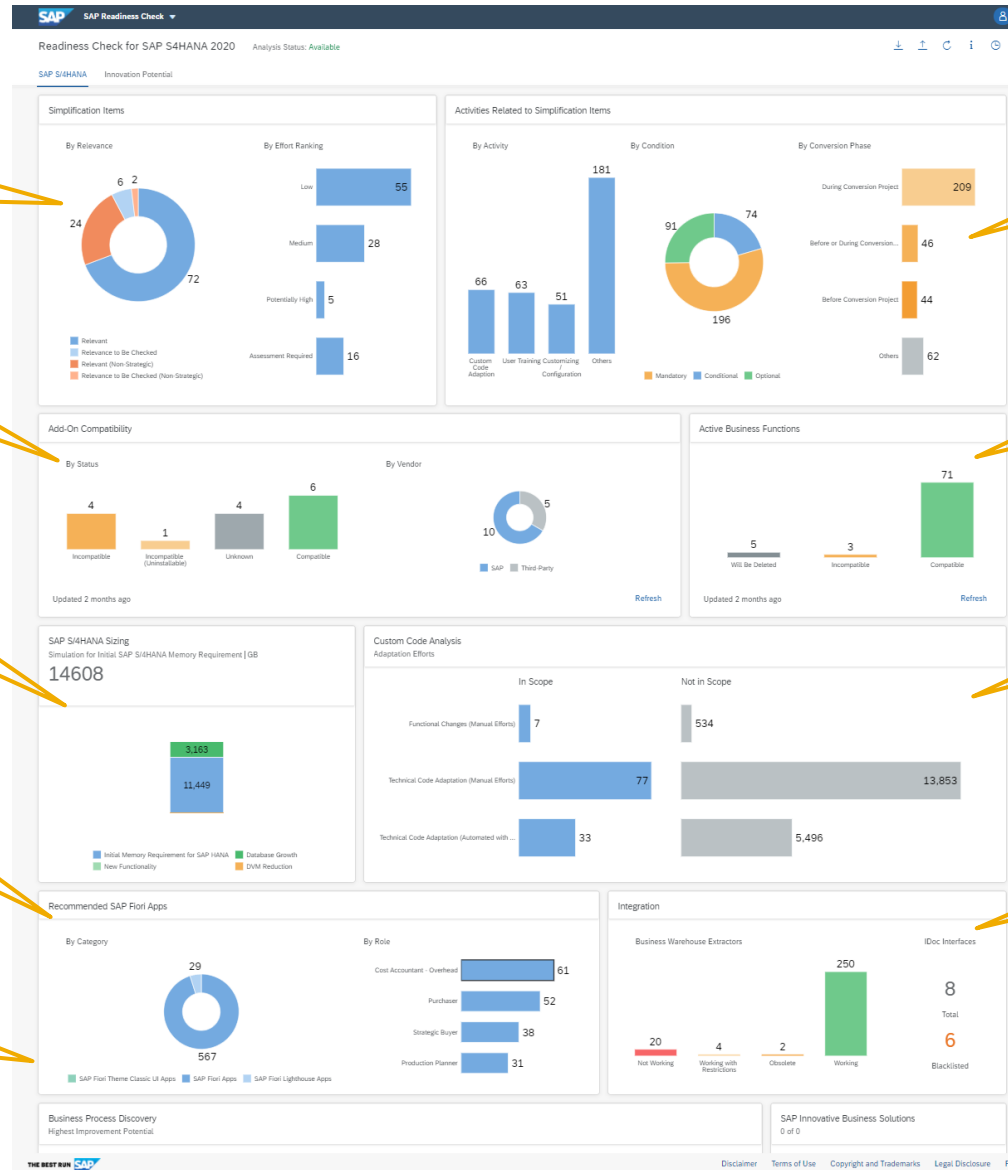 SAP SAP Readiness Check
Readiness Check for SAP S4HANA 2020 Analysis Status: Available
SAP S/4HANA Innovation Potential
Simplification Items
By Relevance
6 2
24
72
Relevant
Relevance to Be Checked
Relevant (Non-Strategic)
Relevance to Be Checked (Non-Strategic)
By Effort Ranking
Low 55
Medium 28
Potentially High 5
Assessment Required 16
Activities Related to Simplification Items
By Activity
66 63 51 181
Custom Code Adaption
User Training
Customizing / Configuration
Others
By Condition
91 74
196
Mandatory Conditional Optional
By Conversion Phase
During Conversion Project 209
Before or During Conversion... 46
Before Conversion Project 44
Others 62
Add-On Compatibility
By Status
4 1 4 6
Incompatible
Incompatible (Uninstallable)
Unknown
Compatible
By Vendor
10 5
SAP Third-Party
Updated 2 months ago Refresh
Active Business Functions
5 3 71
Will Be Deleted Incompatible Compatible
Updated 2 months ago Refresh
SAP S/4HANA Sizing
Simulation for Initial SAP S/4HANA Memory Requirement | GB
14608
3,163
11,449
Initial Memory Requirement for SAP HANA Database Growth
New Functionality DVM Reduction
Custom Code Analysis
Adaptation Efforts
In Scope Not in Scope
Functional Changes (Manual Efforts) 7 534
Technical Code Adaptation (Manual Efforts) 77 13,853
Technical Code Adaptation (Automated with ... 33 5,496
Recommended SAP Fiori Apps
By Category
29
567
SAP Fiori Theme Classic UI Apps SAP Fiori Apps SAP Fiori Lighthouse Apps
By Role
Cost Accountant - Overhead 61
Purchaser 52
Strategic Buyer 38
Production Planner 31
Integration
Business Warehouse Extractors
20 4 2 250
Not Working
Working with Restrictions
Obsolete
Working
IDoc Interfaces
8
Total
6
Blacklisted
Business Process Discovery
Highest Improvement Potential
SAP Innovative Business Solutions
0 of 0
THE BEST RUN SAP
Disclaimer Terms of Use Copyright and Trademarks Legal Disclosure